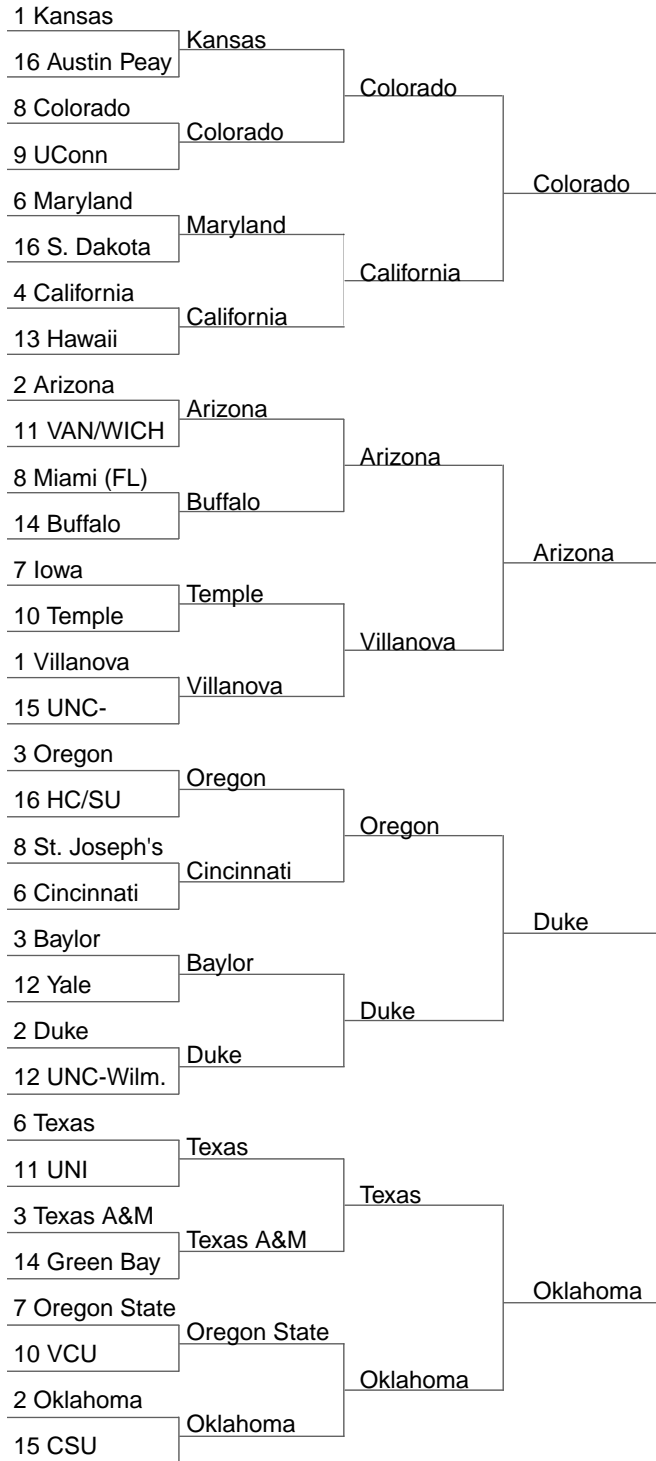 1 Kansas
Kansas
16 Austin Peay
Colorado
8 Colorado
Colorado
9 UConn
Colorado
6 Maryland
Maryland
16 S. Dakota
California
4 California
California
13 Hawaii
2 Arizona
Arizona
11 VAN/WICH
Arizona
8 Miami (FL)
Buffalo
14 Buffalo
Arizona
7 Iowa
Temple
10 Temple
Villanova
1 Villanova
Villanova
15 UNC-
3 Oregon
Oregon
16 HC/SU
Oregon
8 St. Joseph's
Cincinnati
6 Cincinnati
Duke
3 Baylor
Baylor
12 Yale
Duke
2 Duke
Duke
12 UNC-Wilm.
6 Texas
Texas
11 UNI
Texas
3 Texas A&M
Texas A&M
14 Green Bay
Oklahoma
7 Oregon State
Oregon State
10 VCU
Oklahoma
2 Oklahoma
Oklahoma
15 CSU